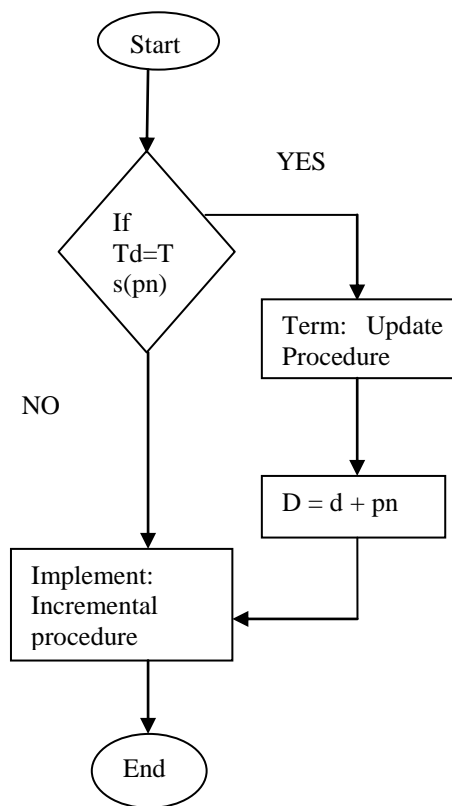 Start
YES
If
Td=T
s(pn)
Term: Update
Procedure
NO
D = d + pn
Implement:
Incremental
procedure
End